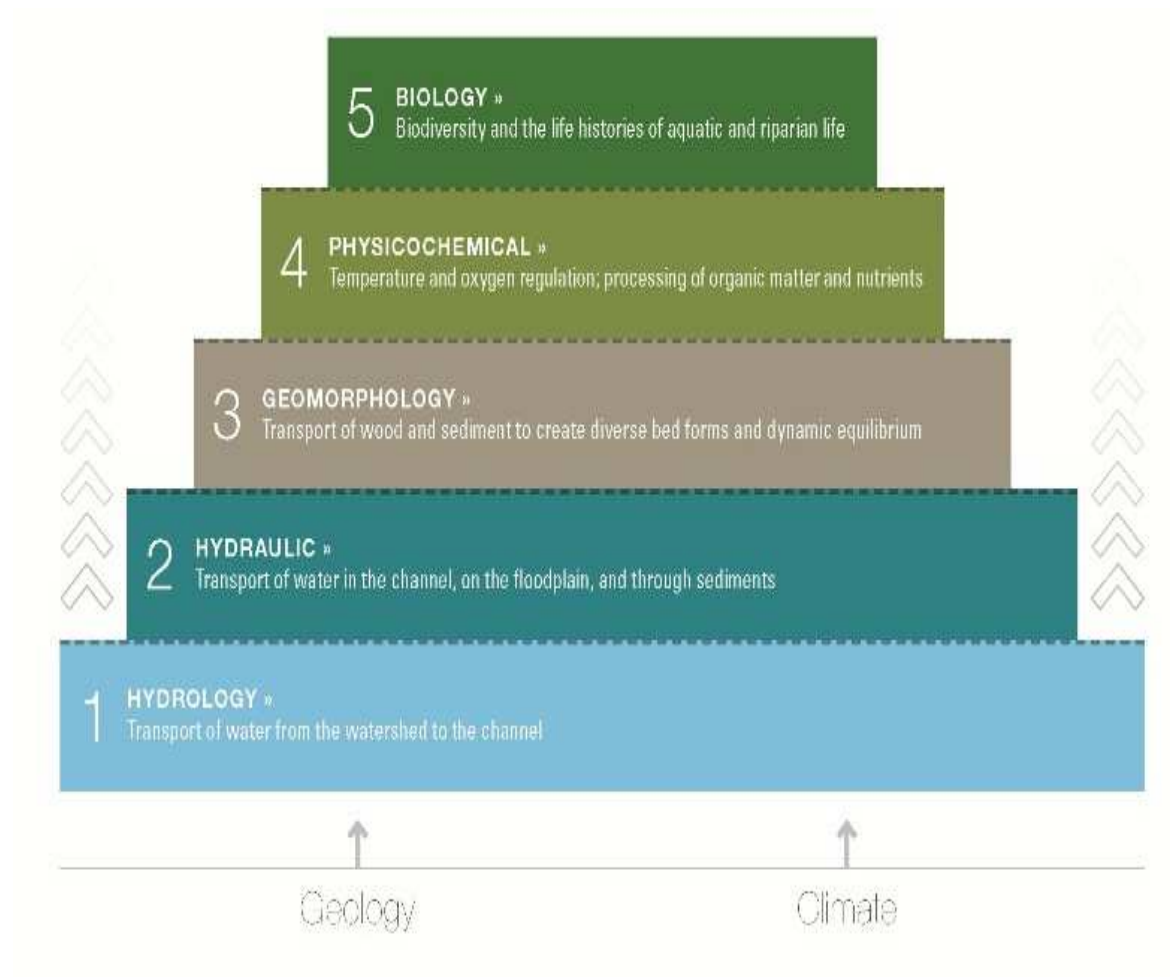 5 BIOLOGY »
Biodiversity and the life histories of aquatic and riparian life
4 PHYSICOCHEMICAL »
Temperature and oxygen regulation; processing of organic matter and nutrients
3 GEOMORPHOLOGY »
Transport of wood and sediment to create diverse bed forms and dynamic equilibrium
2 HYDRAULIC »
Transport of water in the channel, on the floodplain, and through sediments
1 HYDROLOGY »
Transport of water from the watershed to the channel
Geology Climate